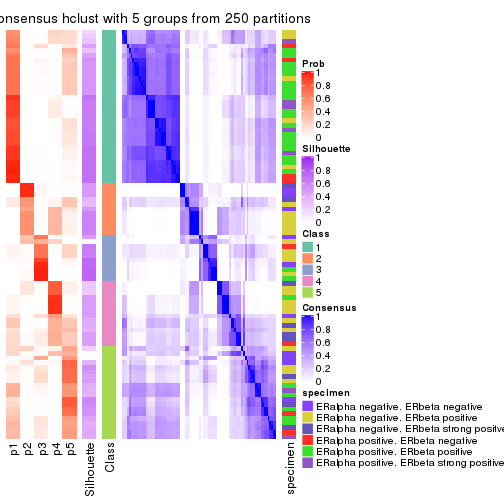 onsensus hclust with 5 groups from 250 partitions
Prob
1
0.8
0.6
0.4
0.2
0
Silhouette
1
0.8
0.6
0.4
0.2
0
Class
1
2
3
4
5
Consensus
1
0.8
0.6
0.4
0.2
0
specimen
ERalpha negative. ERbeta negative
ERalpha negative. ERbeta positive
ERalpha negative. ERbeta strong positive
ERalpha positive. ERbeta negative
ERalpha positive. ERbeta positive
ERalpha positive. ERbeta strong positive
p1
p2
p3
p4
p5
Silhouette
Class
specimen